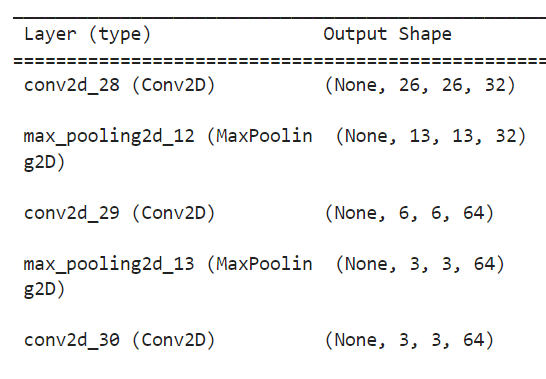 Layer (type) Output Shape
conv2d_28 (Conv2D) (None, 26, 26, 32)
max_pooling2d_12 (MaxPoolin (None, 13, 13, 32)
g2D)
conv2d_29 (Conv2D) (None, 6, 6, 64)
max_pooling2d_13 (MaxPoolin (None, 3, 3, 64)
g2D)
conv2d_30 (Conv2D) (None, 3, 3, 64)